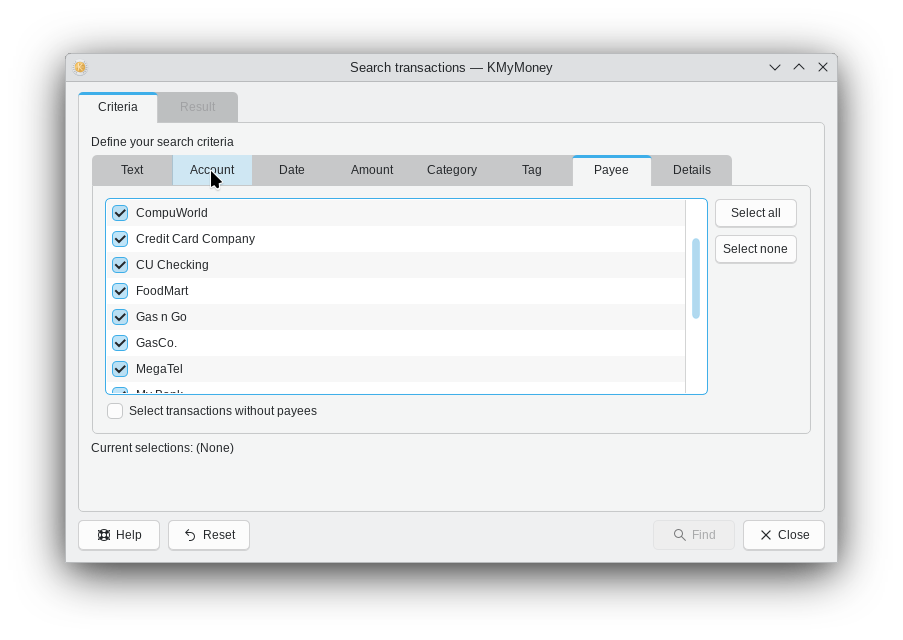 Search transactions — KMyMoney
Criteria
Result
Define your search criteria
Text
Account
Date
Amount
Category
Tag
Payee
Details
CompuWorld
Credit Card Company
CU Checking
FoodMart
Gas n Go
GasCo.
MegaTel
My Bank
Select all
Select none
Select transactions without payees
Current selections: (None)
Help
Reset
Find
Close